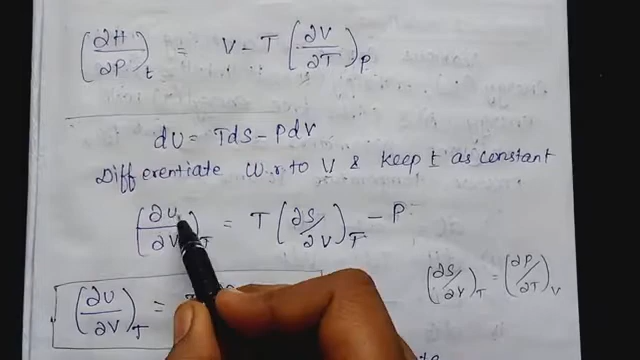 (∂H/∂P)_t = V - T (∂V/∂T)_P
dU = TdS - PdV
Differentiate W.r to V & keep t as constant
(∂U/∂V)_T = T (∂S/∂V)_T - P
(∂S/∂V)_T = (∂P/∂T)_V
(∂U/∂V)_T =